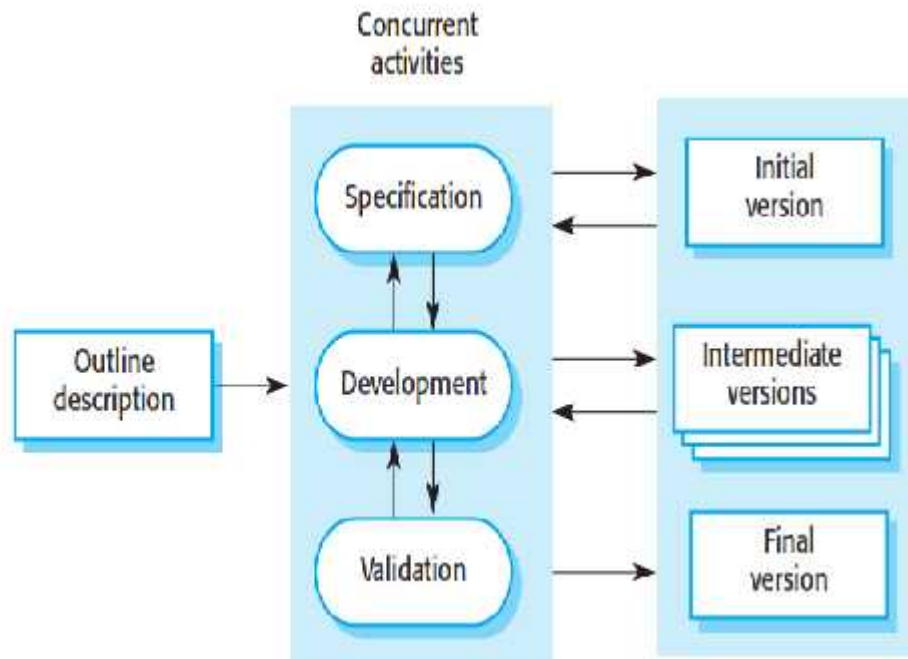 Concurrent
activities
Specification
Initial
version
Outline
description
Development
Intermediate
versions
Validation
Final
version